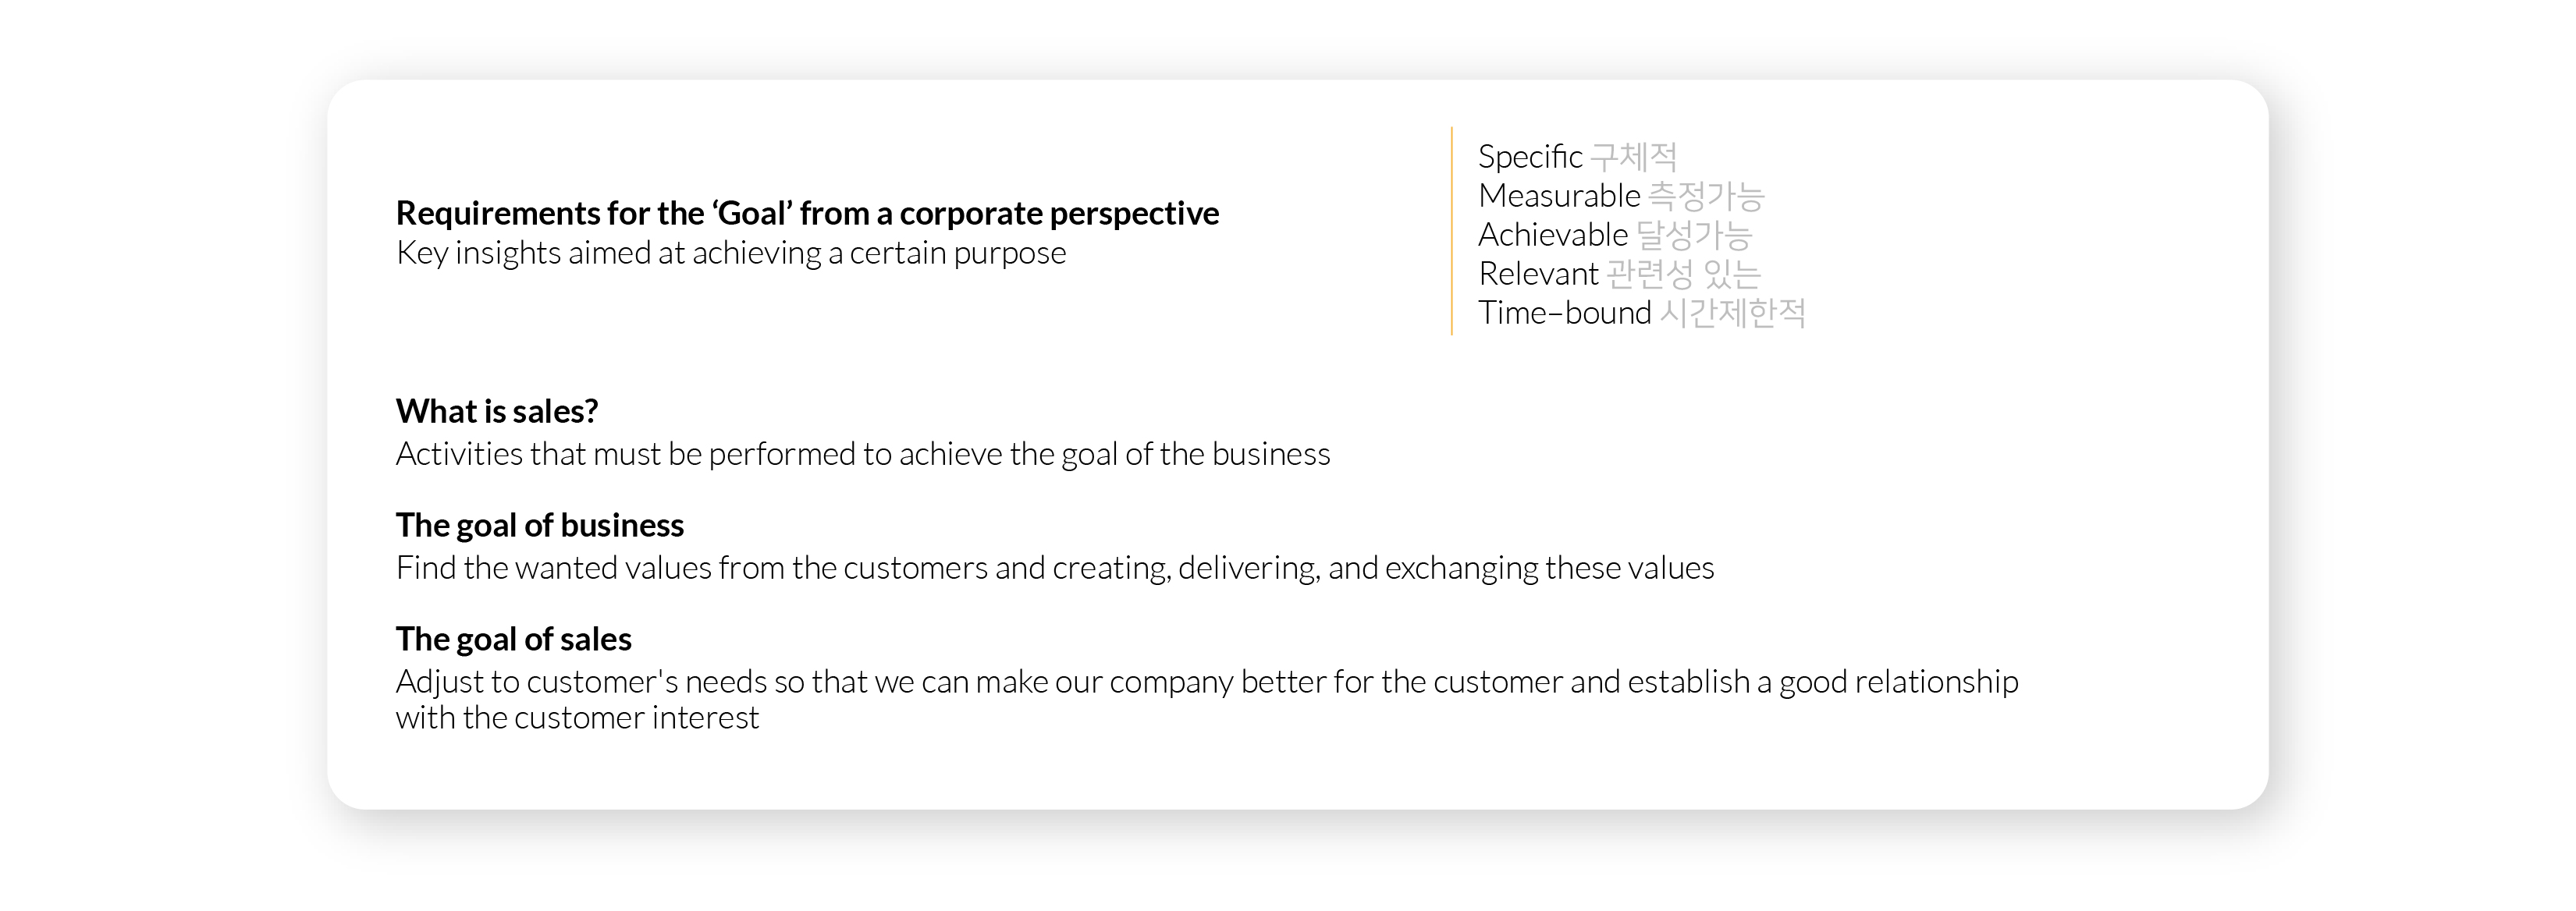 Requirements for the ‘Goal’ from a corporate perspective
Key insights aimed at achieving a certain purpose
Specific 구체적
Measurable 측정가능
Achievable 달성가능
Relevant 관련성 있는
Time–bound 시간제한적
What is sales?
Activities that must be performed to achieve the goal of the business
The goal of business
Find the wanted values from the customers and creating, delivering, and exchanging these values
The goal of sales
Adjust to customer's needs so that we can make our company better for the customer and establish a good relationship
with the customer interest